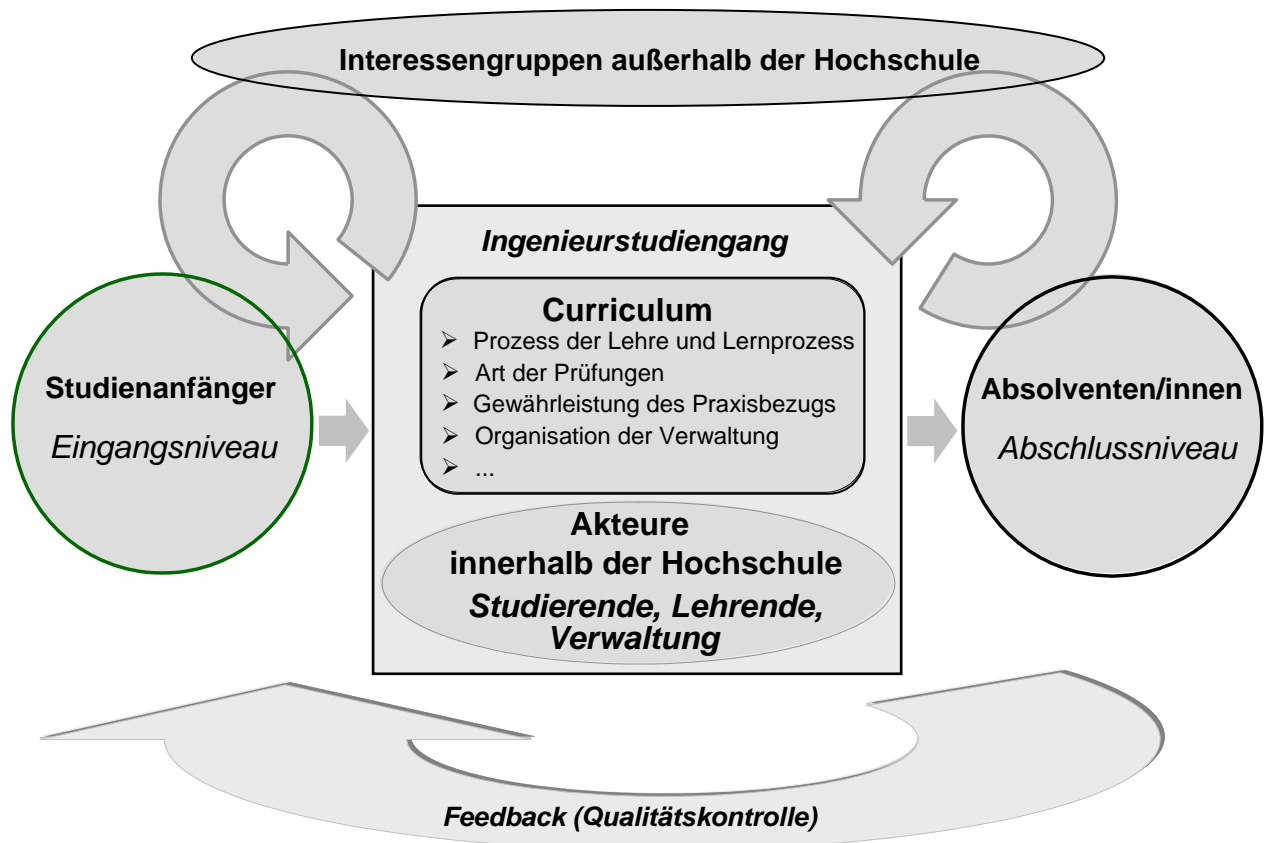 Interessengruppen außerhalb der Hochschule
Ingenieurstudiengang
Curriculum
➢ Prozess der Lehre und Lernprozess
➢ Art der Prüfungen
➢ Gewährleistung des Praxisbezugs
➢ Organisation der Verwaltung
➢ ...
Studienanfänger
Eingangsniveau
Absolventen/innen
Abschlussniveau
Akteure
innerhalb der Hochschule
Studierende, Lehrende,
Verwaltung
Feedback (Qualitätskontrolle)